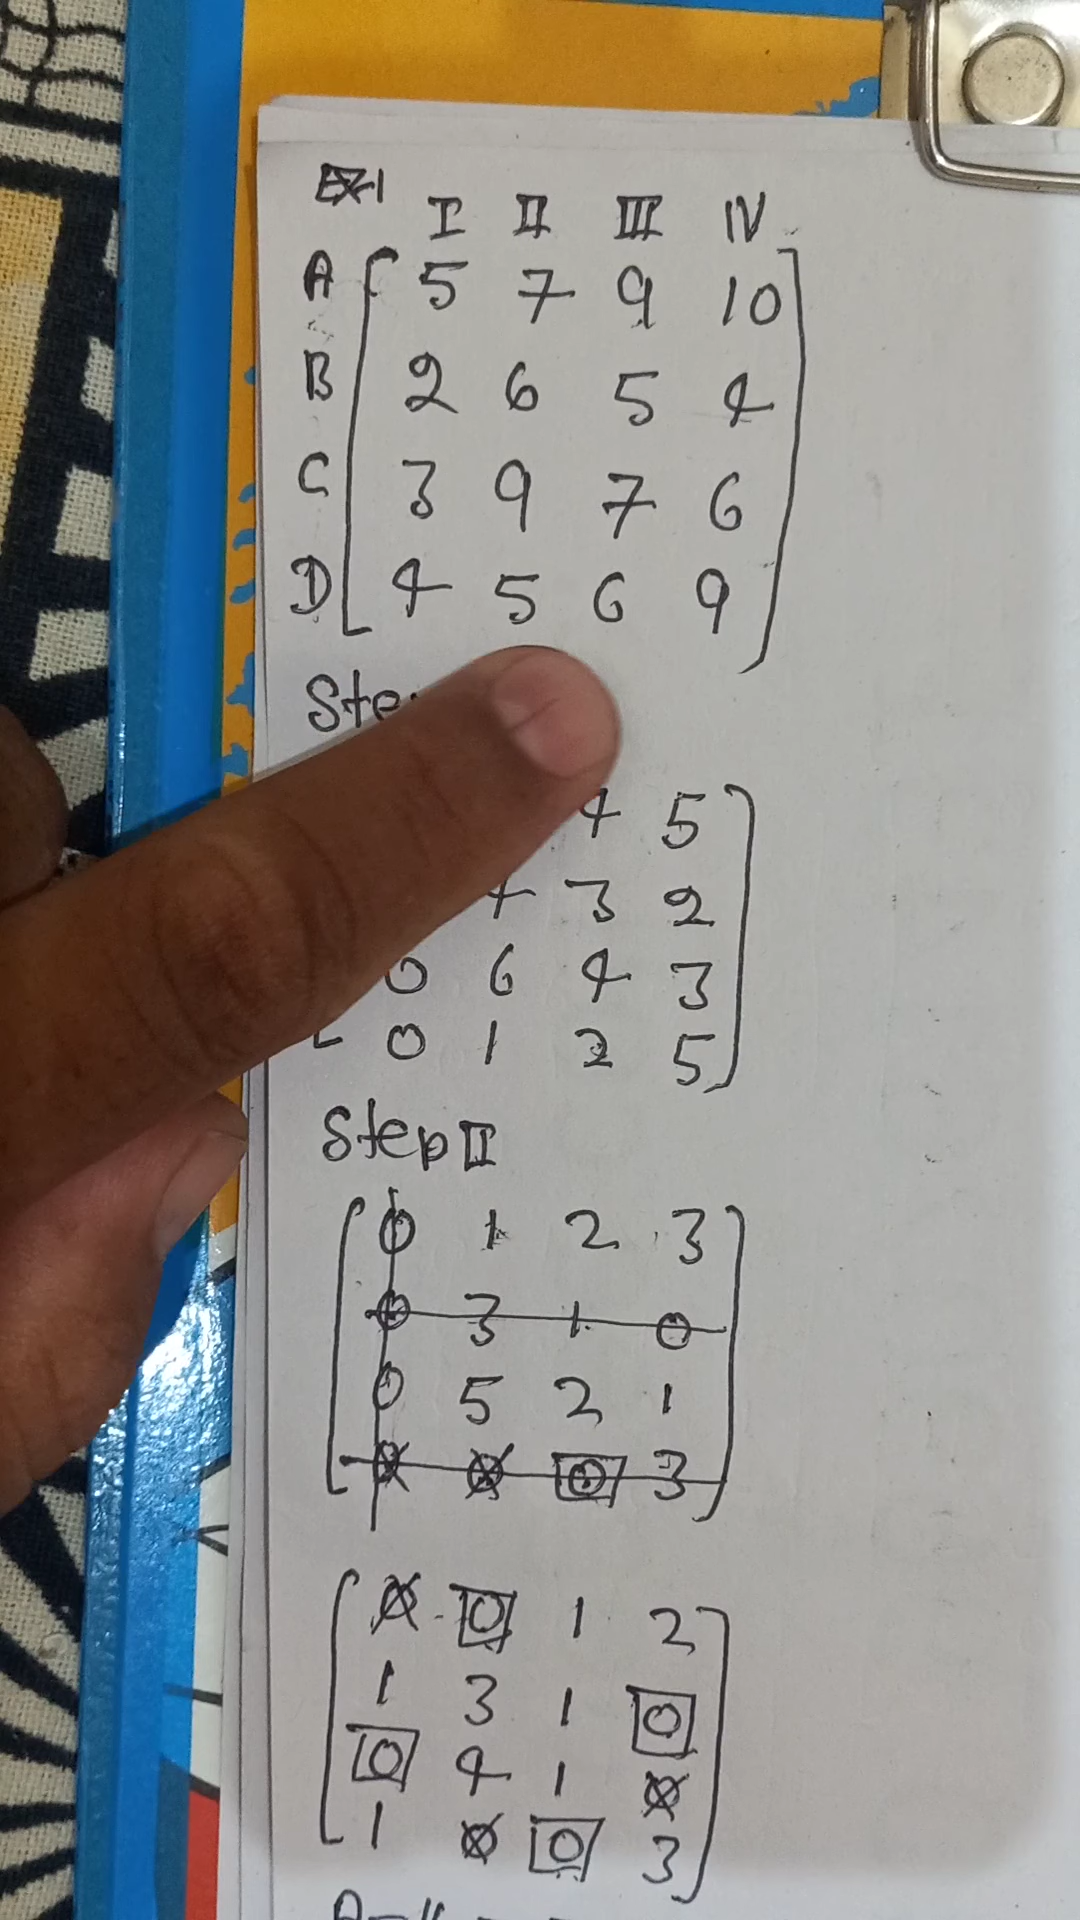 Ex-1
I II III IV
A 5 7 9 10
B 2 6 5 4
C 3 9 7 6
D 4 5 6 9
4 5
3 2
0 6 4 3
0 1 2 5
Step II
0 1 2 3
0 3 1 0
0 5 2 1
0 0 0 3
0 0 1 2
1 3 1 0
0 4 1 0
1 0 0 3